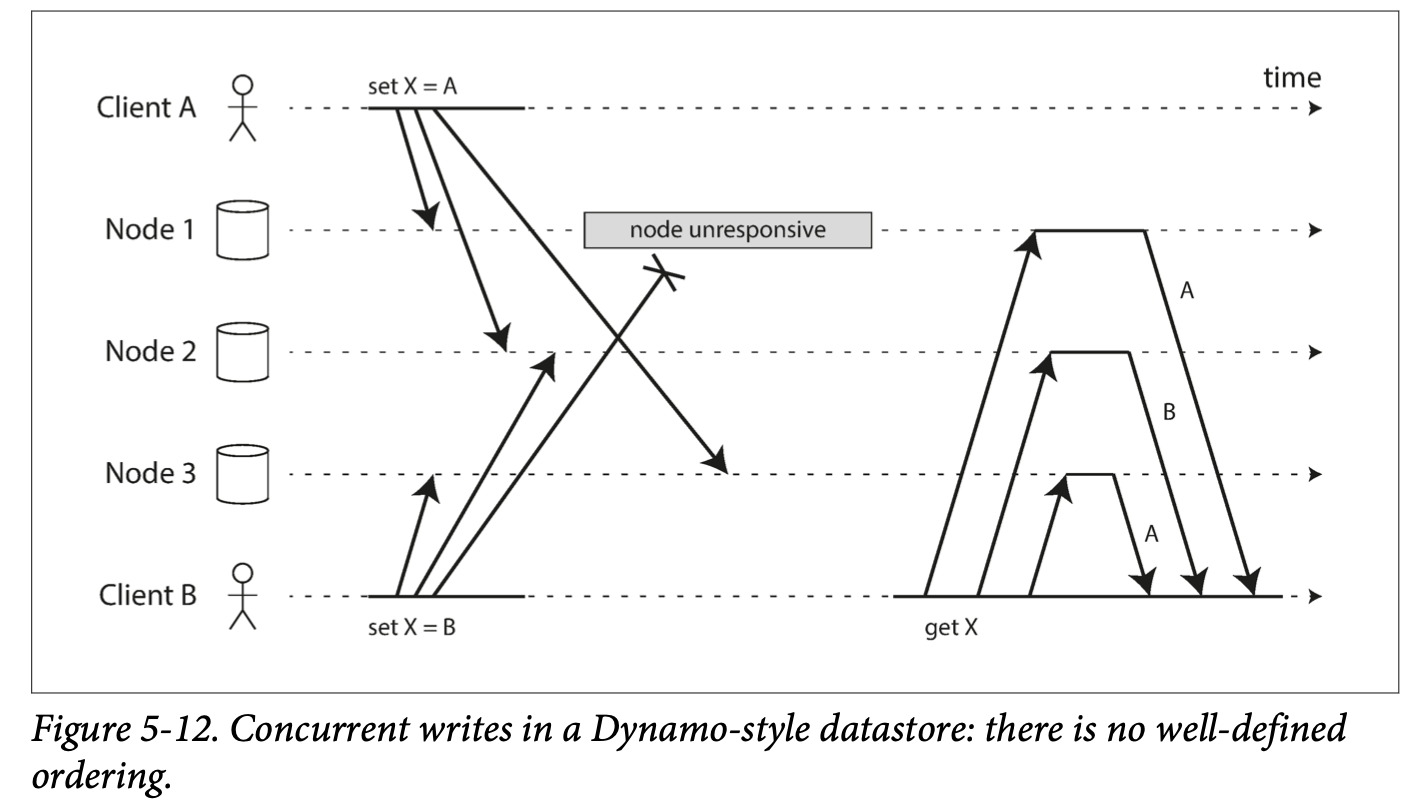 set X = A
time
Client A
Node 1
node unresponsive
A
Node 2
B
Node 3
A
Client B
set X = B
get X
Figure 5-12. Concurrent writes in a Dynamo-style datastore: there is no well-defined
ordering.